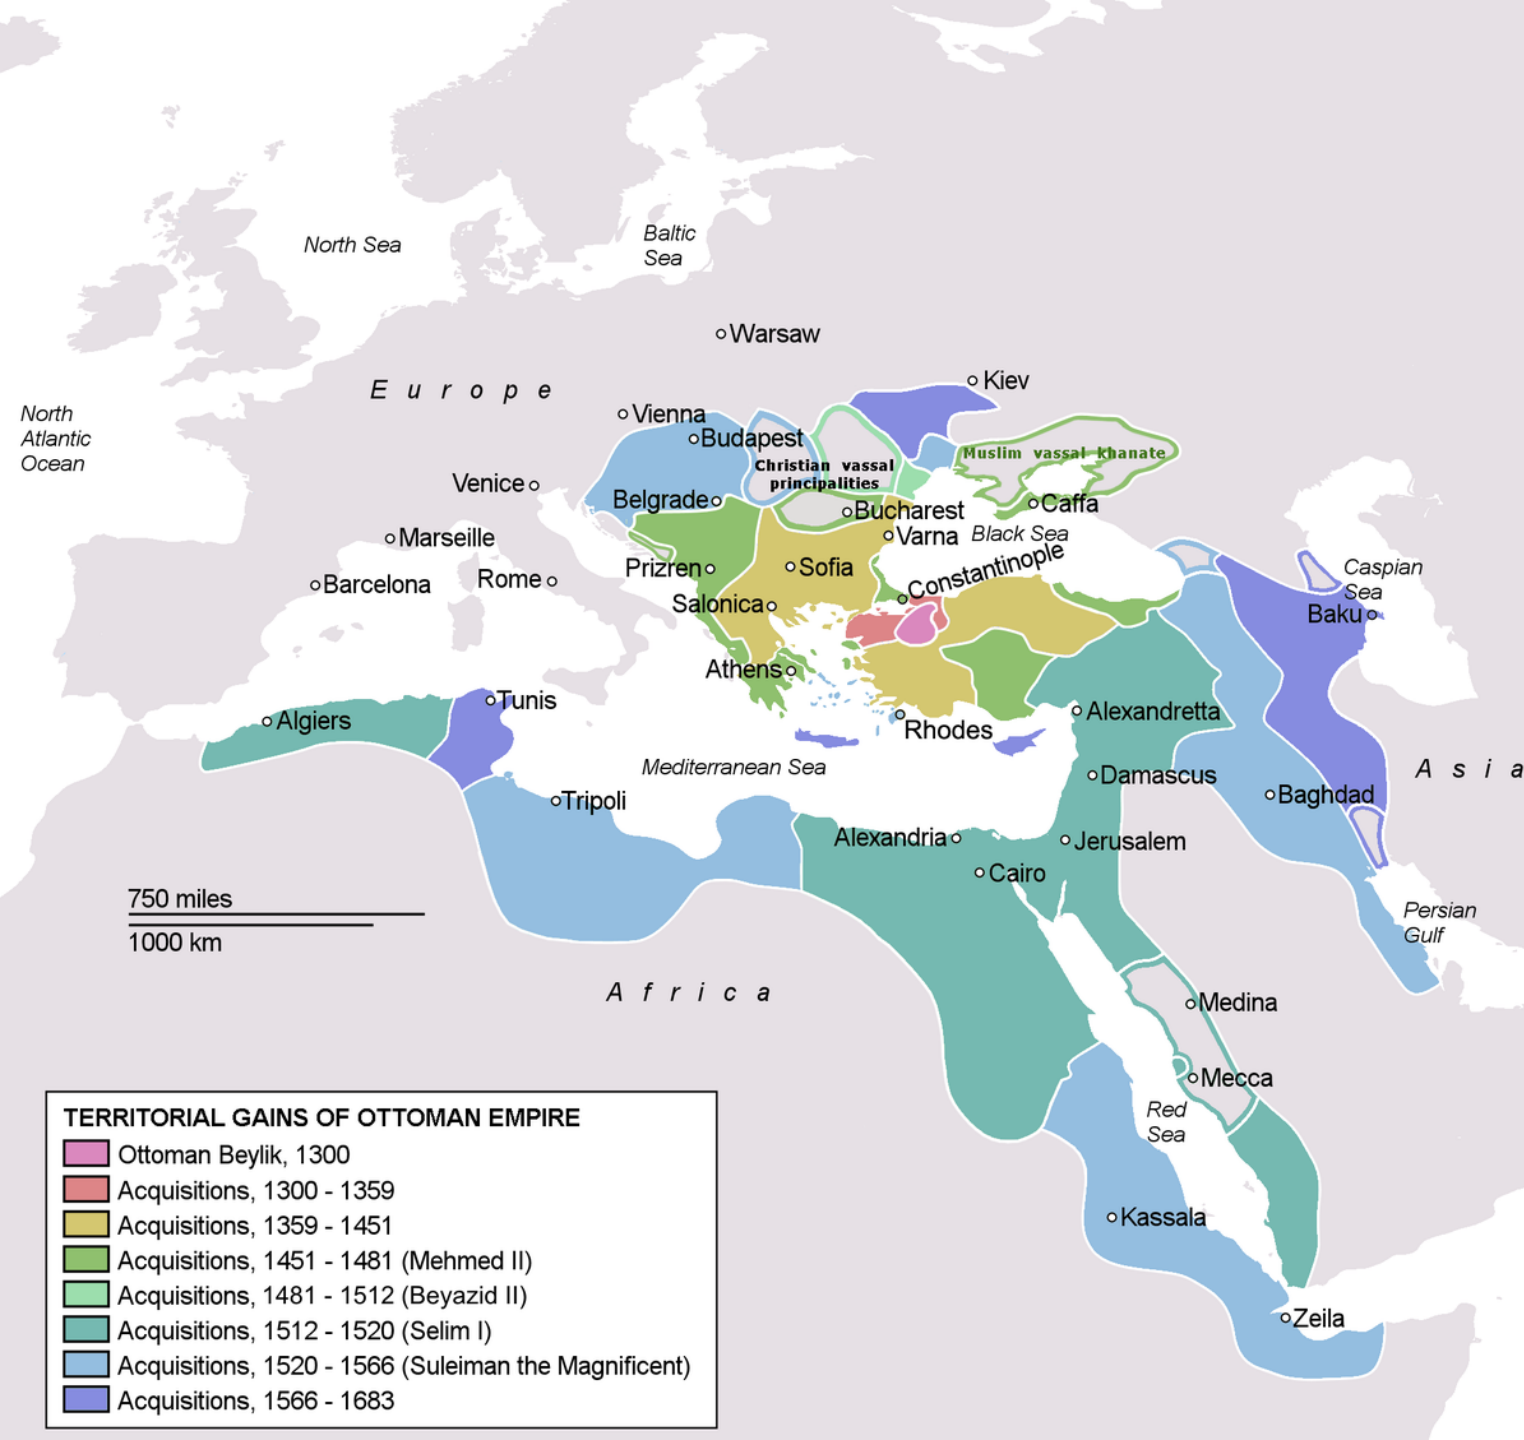 North Sea
Baltic
Sea
Warsaw
Kiev
Europe
North
Atlantic
Ocean
Vienna
Budapest
Muslim vassal khanate
Christian vassal
principalities
Venice
Belgrade
Bucharest
Caffa
Black Sea
Varna
Marseille
Constantinople
Prizren
Sofia
Caspian
Sea
Barcelona
Rome
Salonica
Baku
Athens
Tunis
Algiers
Rhodes
Alexandretta
Mediterranean Sea
Damascus
Asia
Tripoli
Baghdad
Alexandria
Jerusalem
Cairo
750 miles
1000 km
Persian
Gulf
Africa
Medina
Mecca
Red
Sea
Kassala
Zeila
TERRITORIAL GAINS OF OTTOMAN EMPIRE
Ottoman Beylik, 1300
Acquisitions, 1300 - 1359
Acquisitions, 1359 - 1451
Acquisitions, 1451 - 1481 (Mehmed II)
Acquisitions, 1481 - 1512 (Beyazid II)
Acquisitions, 1512 - 1520 (Selim I)
Acquisitions, 1520 - 1566 (Suleiman the Magnificent)
Acquisitions, 1566 - 1683